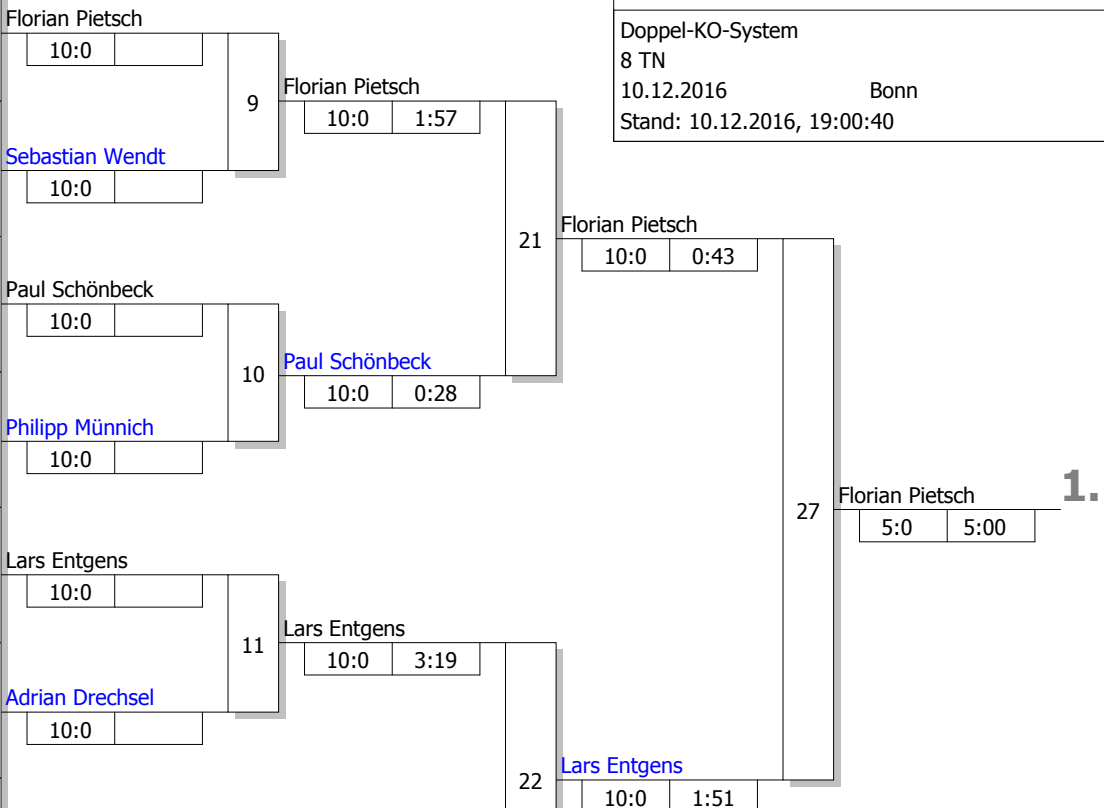 Doppel-KO-System
8 TN
10.12.2016 Bonn
Stand: 10.12.2016, 19:00:40
Florian Pietsch
10:0
9
Sebastian Wendt
10:0
Florian Pietsch
10:0 1:57
Paul Schönbeck
10:0
10
Philipp Münnich
10:0
Paul Schönbeck
10:0 0:28
21
Florian Pietsch
10:0 0:43
Lars Entgens
10:0
11
Adrian Drechsel
10:0
Lars Entgens
10:0 3:19
22
Lars Entgens
10:0 1:51
27
Florian Pietsch
5:0 5:00
1.